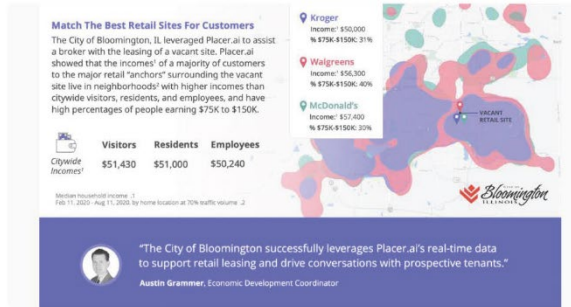 Match The Best Retail Sites For Customers
The City of Bloomington, IL leveraged Placer.ai to assist
a broker with the leasing of a vacant site. Placer.ai
showed that the incomes¹ of a majority of customers
to the major retail "anchors" surrounding the vacant
site live in neighborhoods² with higher incomes than
citywide visitors, residents, and employees, and have
high percentages of people earning $75K to $150K.
Visitors Residents Employees
Citywide
Incomes¹
$51,430 $51,000 $50,240
Median household income .1
Feb 11, 2020 - Aug 11, 2020, by home location at 70% traffic volume .2
Kroger
Income:¹ $50,000
% $75K-$150K: 31%
Walgreens
Income:¹ $56,300
% $75K-$150K: 40%
McDonald's
Income:¹ $57,400
% $75K-$150K: 30%
VACANT
RETAIL SITE
Bloomington
ILLINOIS
"The City of Bloomington successfully leverages Placer.ai's real-time data
to support retail leasing and drive conversations with prospective tenants."
Austin Grammer, Economic Development Coordinator